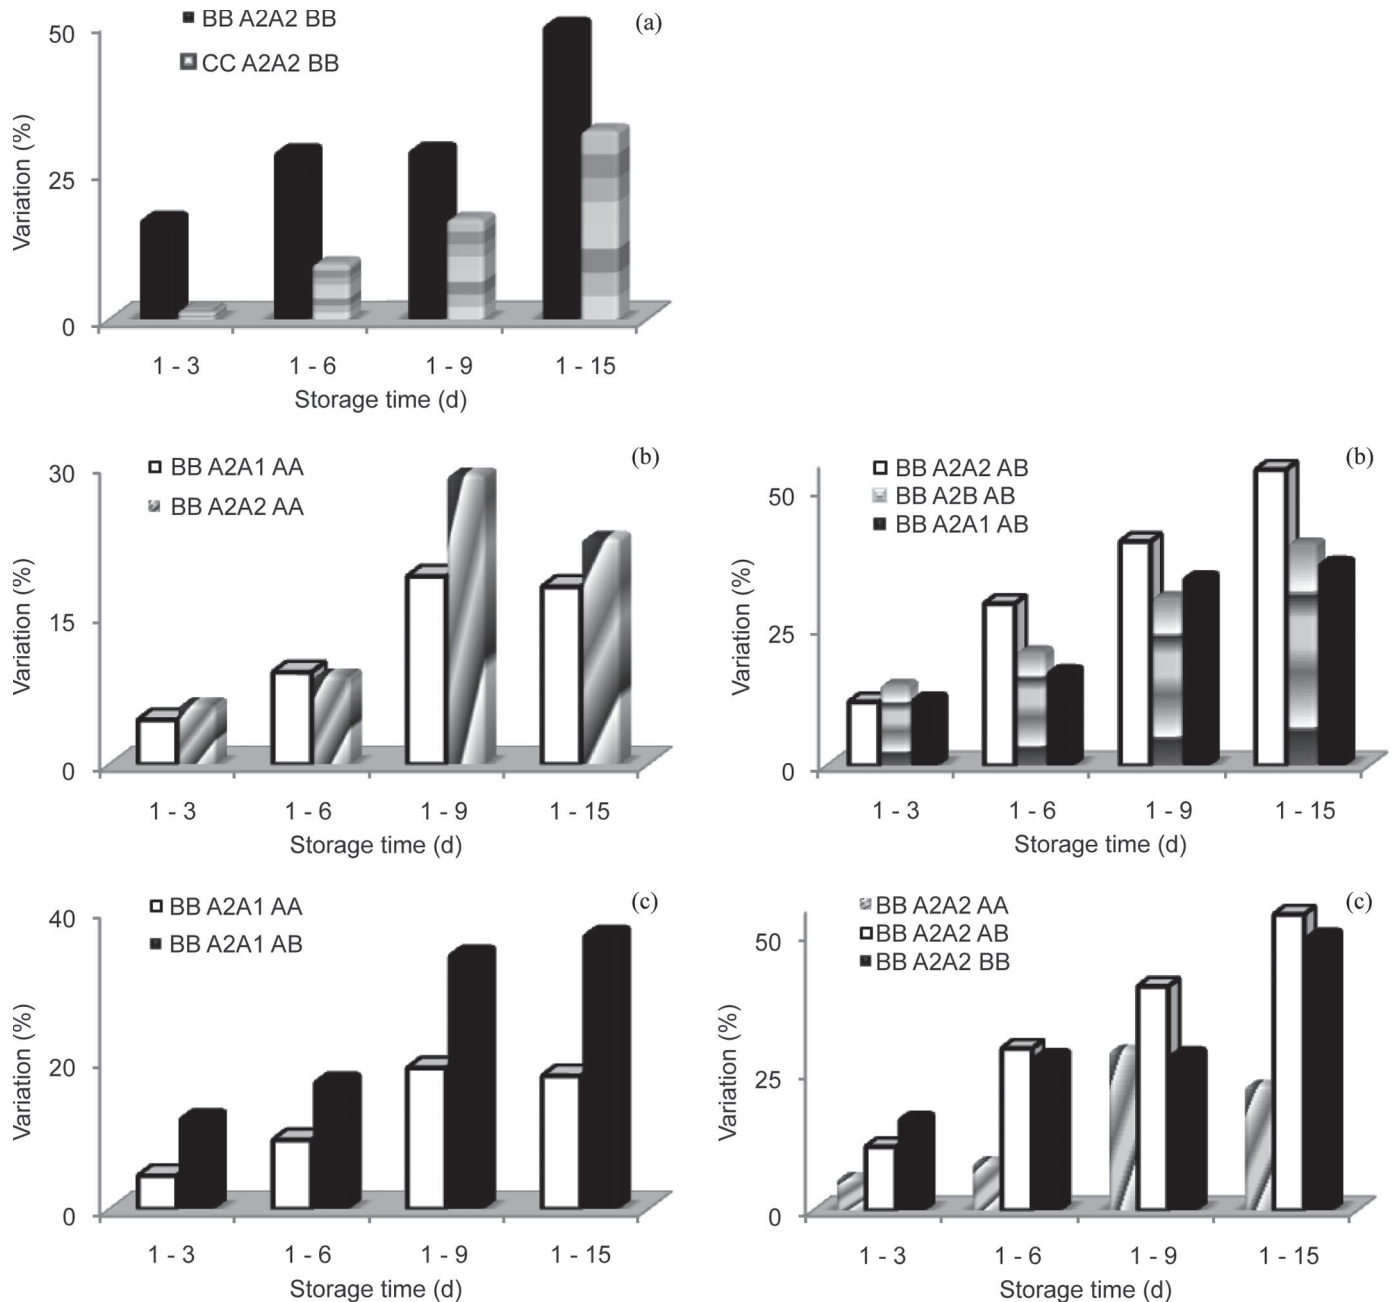 (a)
BB A2A2 BB
CC A2A2 BB
50
25
0
Variation (%)
1 - 3 1 - 6 1 - 9 1 - 15
Storage time (d)
(b)
BB A2A1 AA
BB A2A2 AA
30
15
0
Variation (%)
1 - 3 1 - 6 1 - 9 1 - 15
Storage time (d)
(b)
BB A2A2 AB
BB A2B AB
BB A2A1 AB
50
25
0
Variation (%)
1 - 3 1 - 6 1 - 9 1 - 15
Storage time (d)
(c)
BB A2A1 AA
BB A2A1 AB
40
20
0
Variation (%)
1 - 3 1 - 6 1 - 9 1 - 15
Storage time (d)
(c)
BB A2A2 AA
BB A2A2 AB
BB A2A2 BB
50
25
0
Variation (%)
1 - 3 1 - 6 1 - 9 1 - 15
Storage time (d)